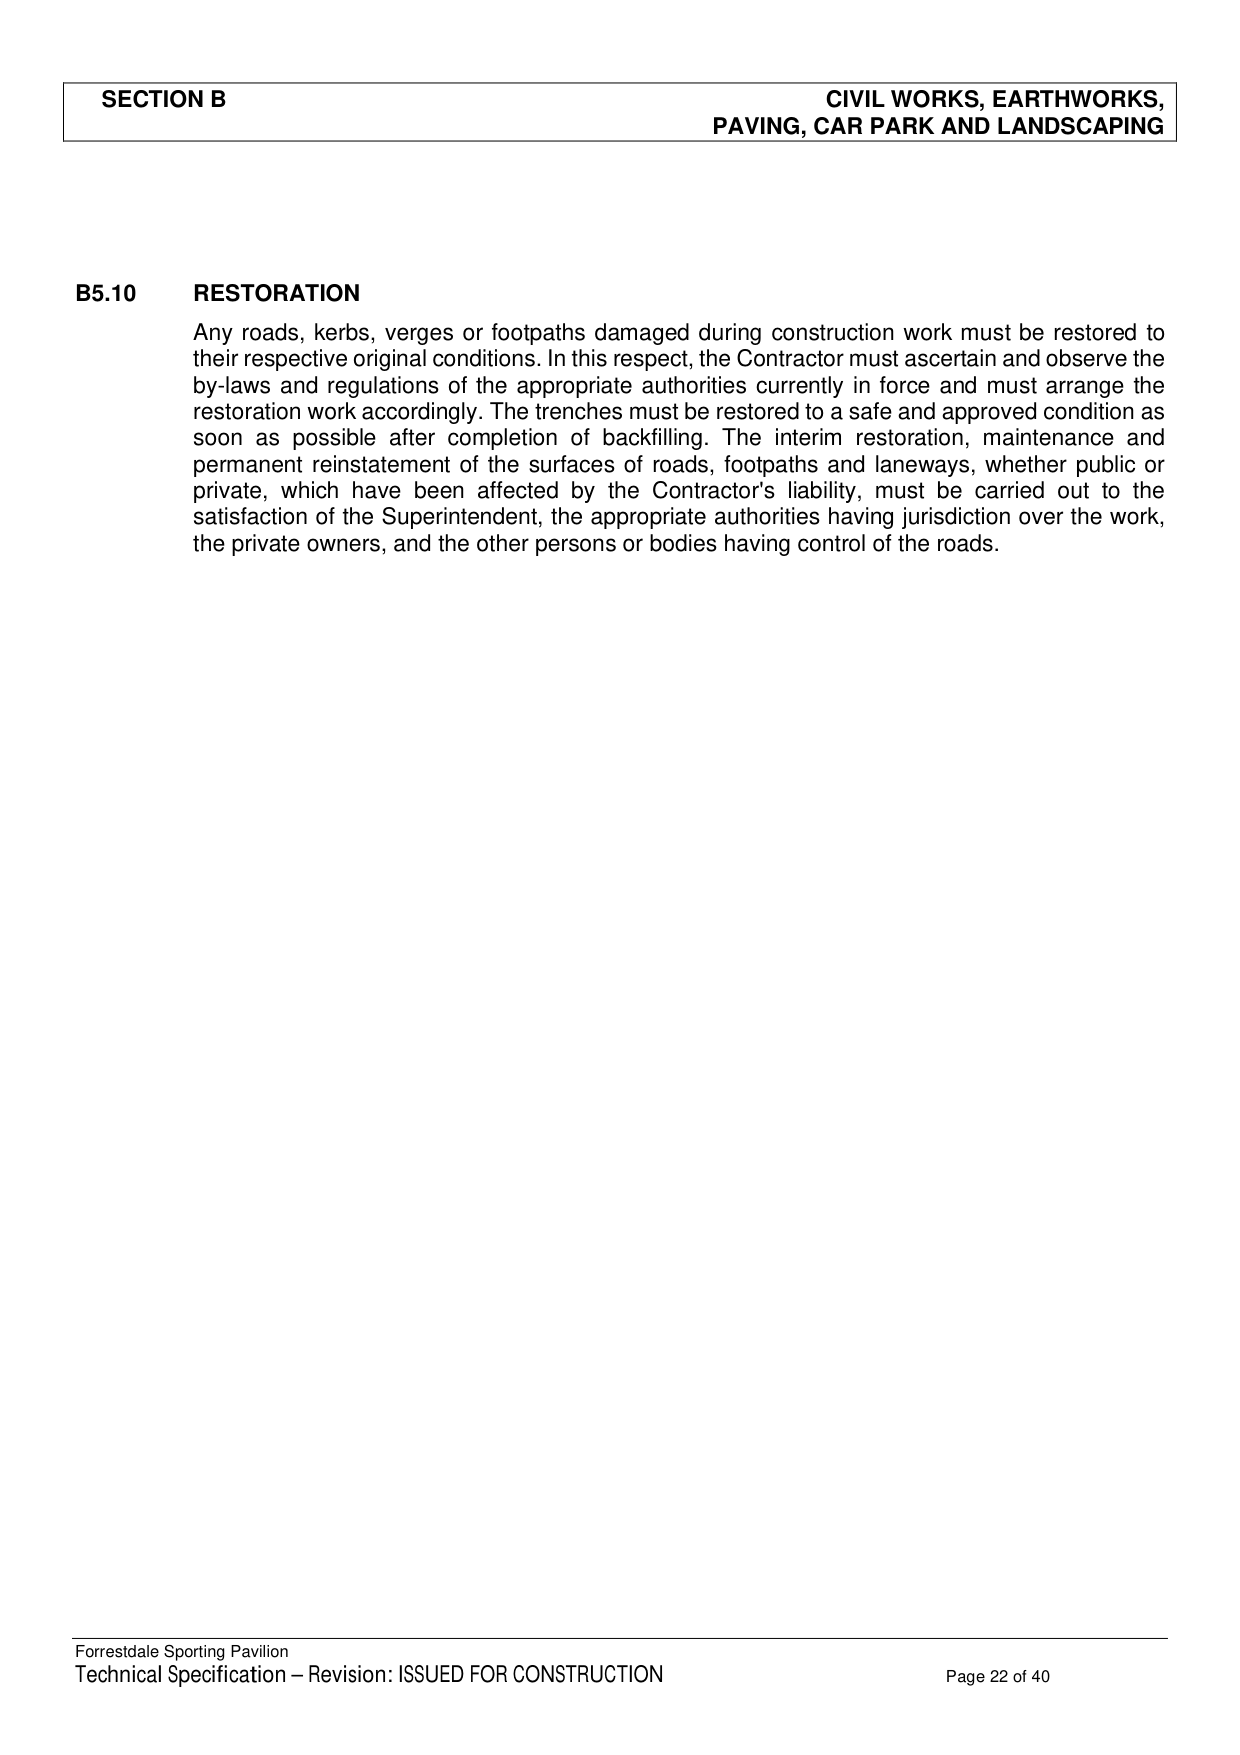 SECTION B
CIVIL WORKS, EARTHWORKS,
PAVING, CAR PARK AND LANDSCAPING
B5.10 RESTORATION
Any roads, kerbs, verges or footpaths damaged during construction work must be restored to
their respective original conditions. In this respect, the Contractor must ascertain and observe the
by-laws and regulations of the appropriate authorities currently in force and must arrange the
restoration work accordingly. The trenches must be restored to a safe and approved condition as
soon as possible after completion of backfilling. The interim restoration, maintenance and
permanent reinstatement of the surfaces of roads, footpaths and laneways, whether public or
private, which have been affected by the Contractor's liability, must be carried out to the
satisfaction of the Superintendent, the appropriate authorities having jurisdiction over the work,
the private owners, and the other persons or bodies having control of the roads.
Forrestdale Sporting Pavilion
Technical Specification – Revision: ISSUED FOR CONSTRUCTION Page 22 of 40